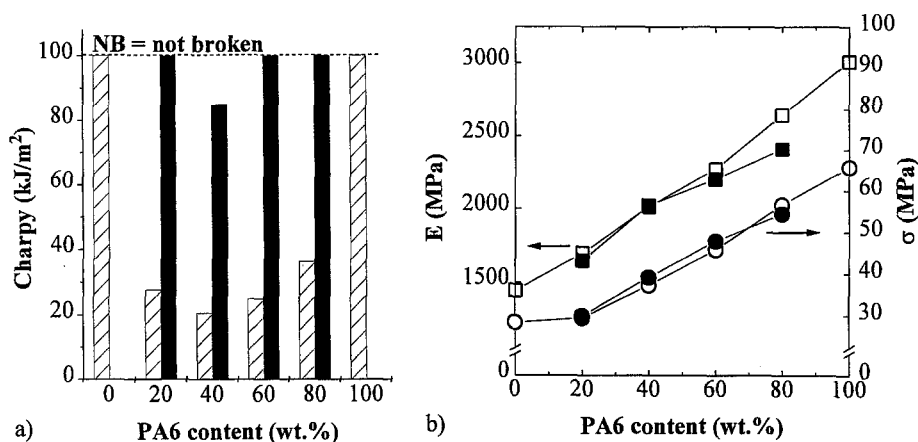 NB = not broken
100
80
60
40
20
0
Charpy (kJ/m²)
0 20 40 60 80 100
PA6 content (wt.%)
a)
3000
2500
2000
1500
0
E (MPa)
100
90
80
70
60
50
40
30
0
σ (MPa)
0 20 40 60 80 100
PA6 content (wt.%)
b)